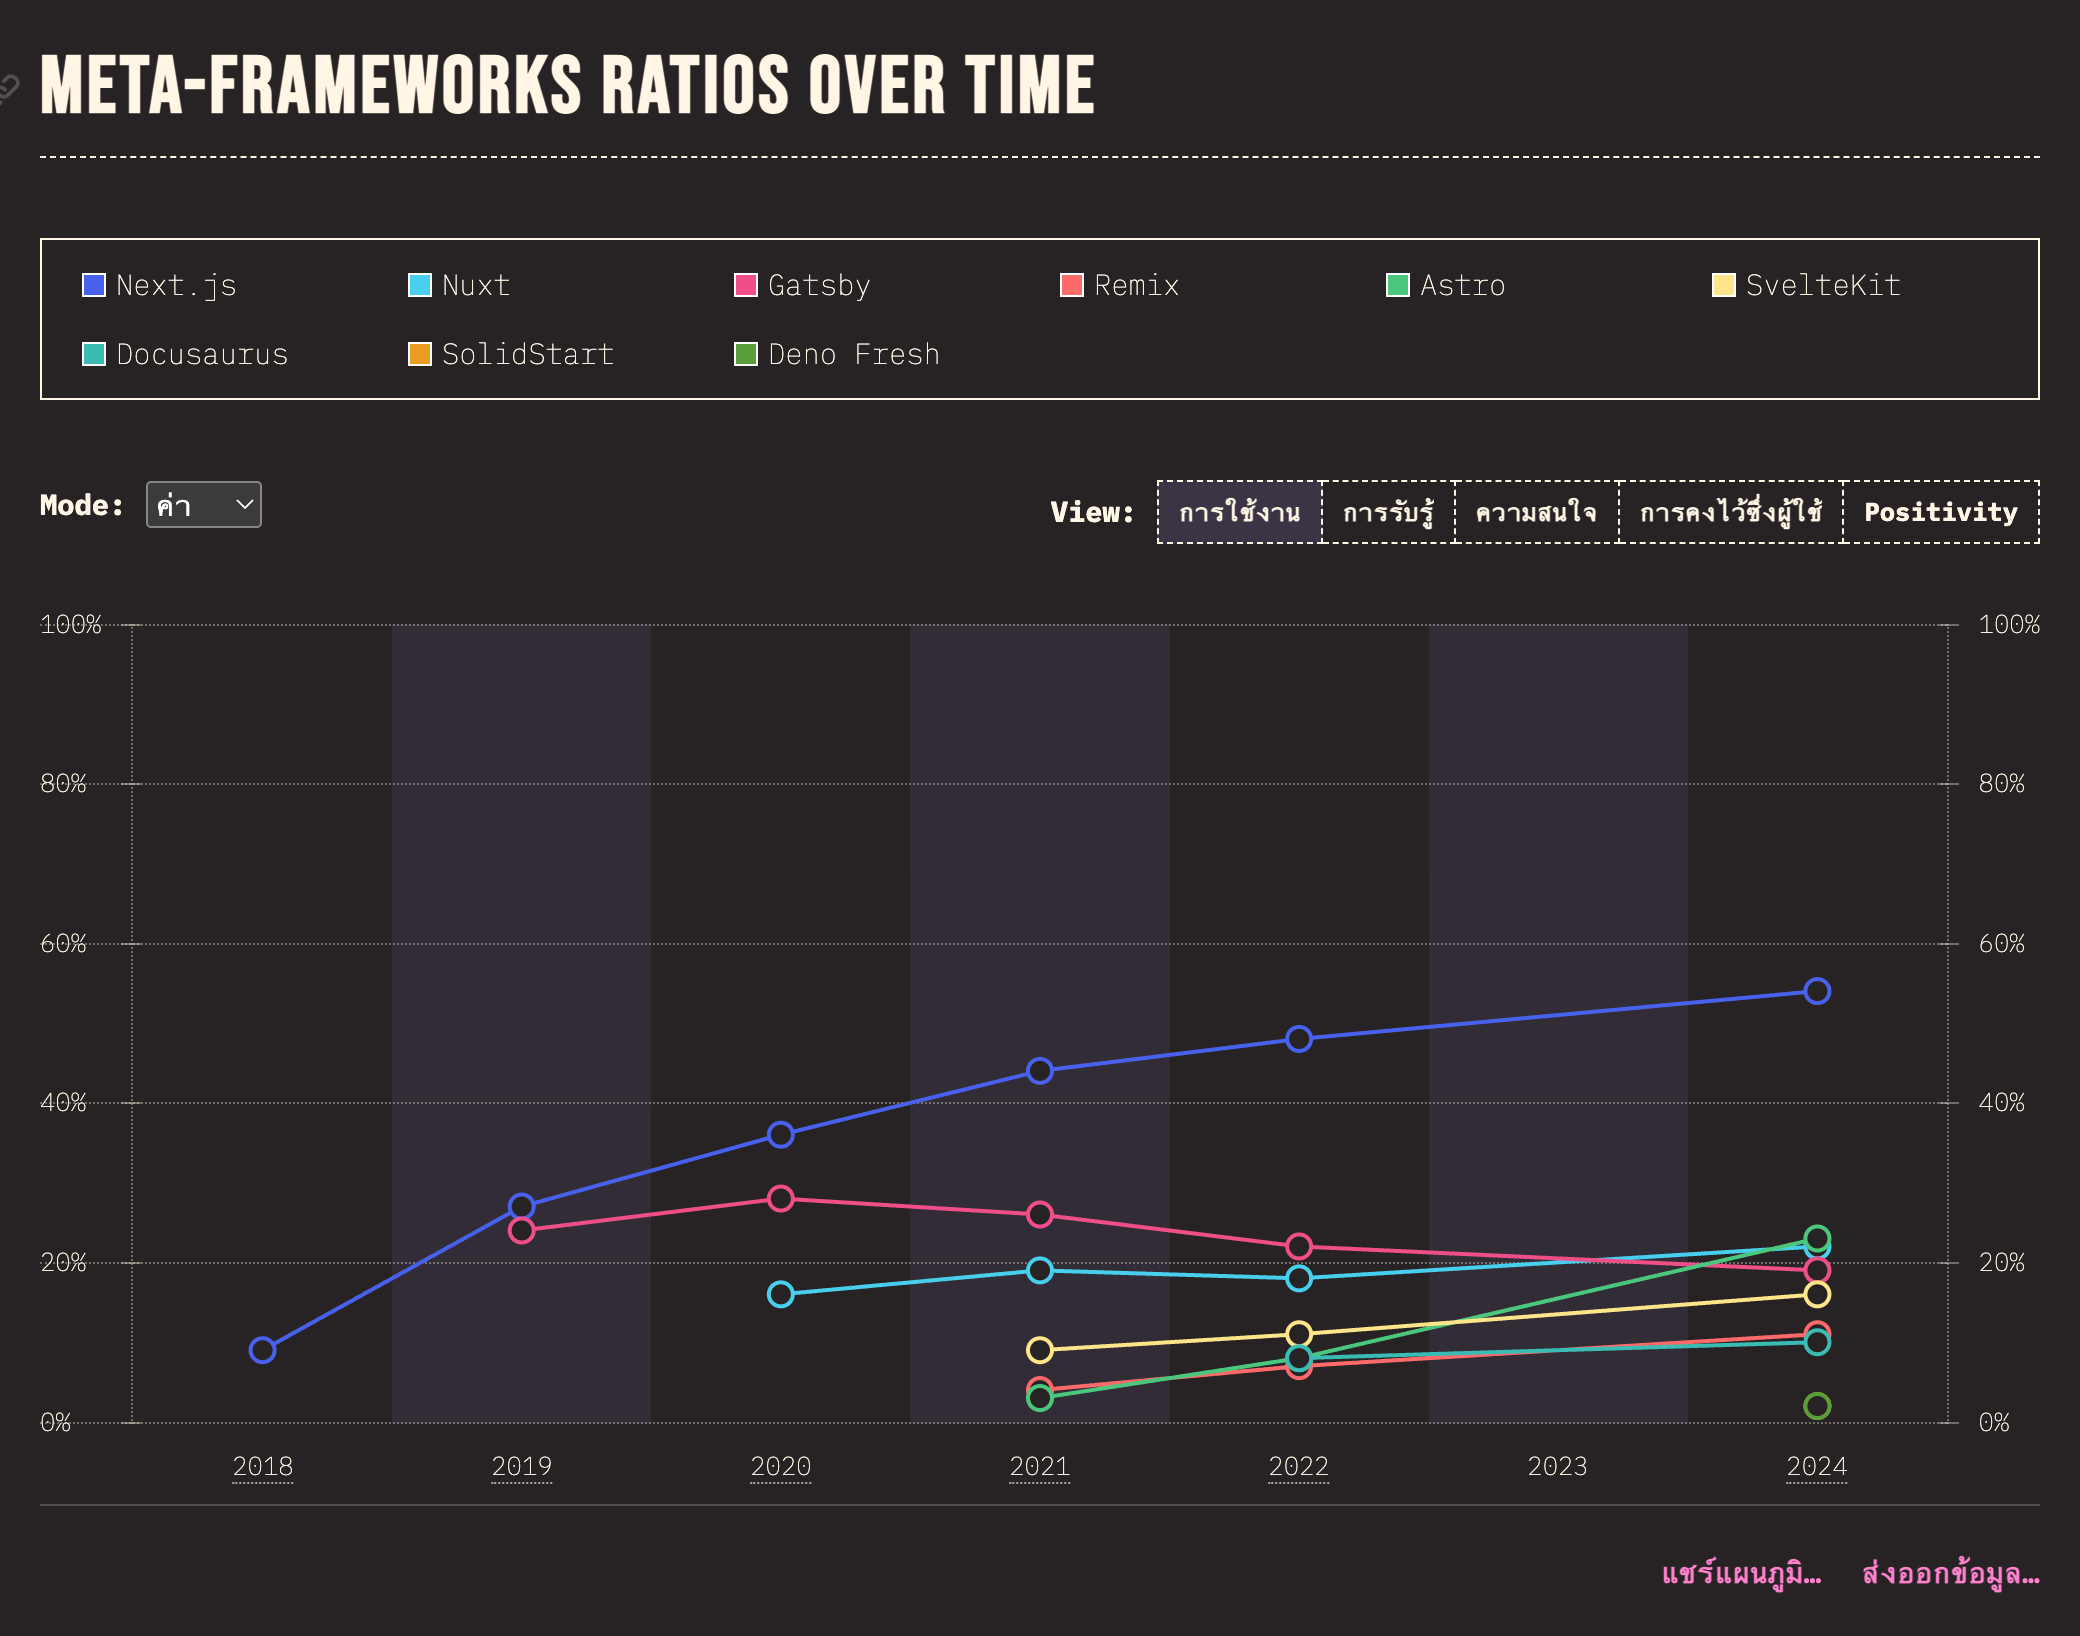 META-FRAMEWORKS RATIOS OVER TIME
Next.js Nuxt Gatsby Remix Astro SvelteKit
Docusaurus SolidStart Deno Fresh
Mode: ค่า View: การใช้งาน การรับรู้ ความสนใจ การคงไว้ซึ่งผู้ใช้ Positivity
100% 100%
80% 80%
60% 60%
40% 40%
20% 20%
0% 0%
2018 2019 2020 2021 2022 2023 2024
แชร์แผนภูมิ… ส่งออกข้อมูล…